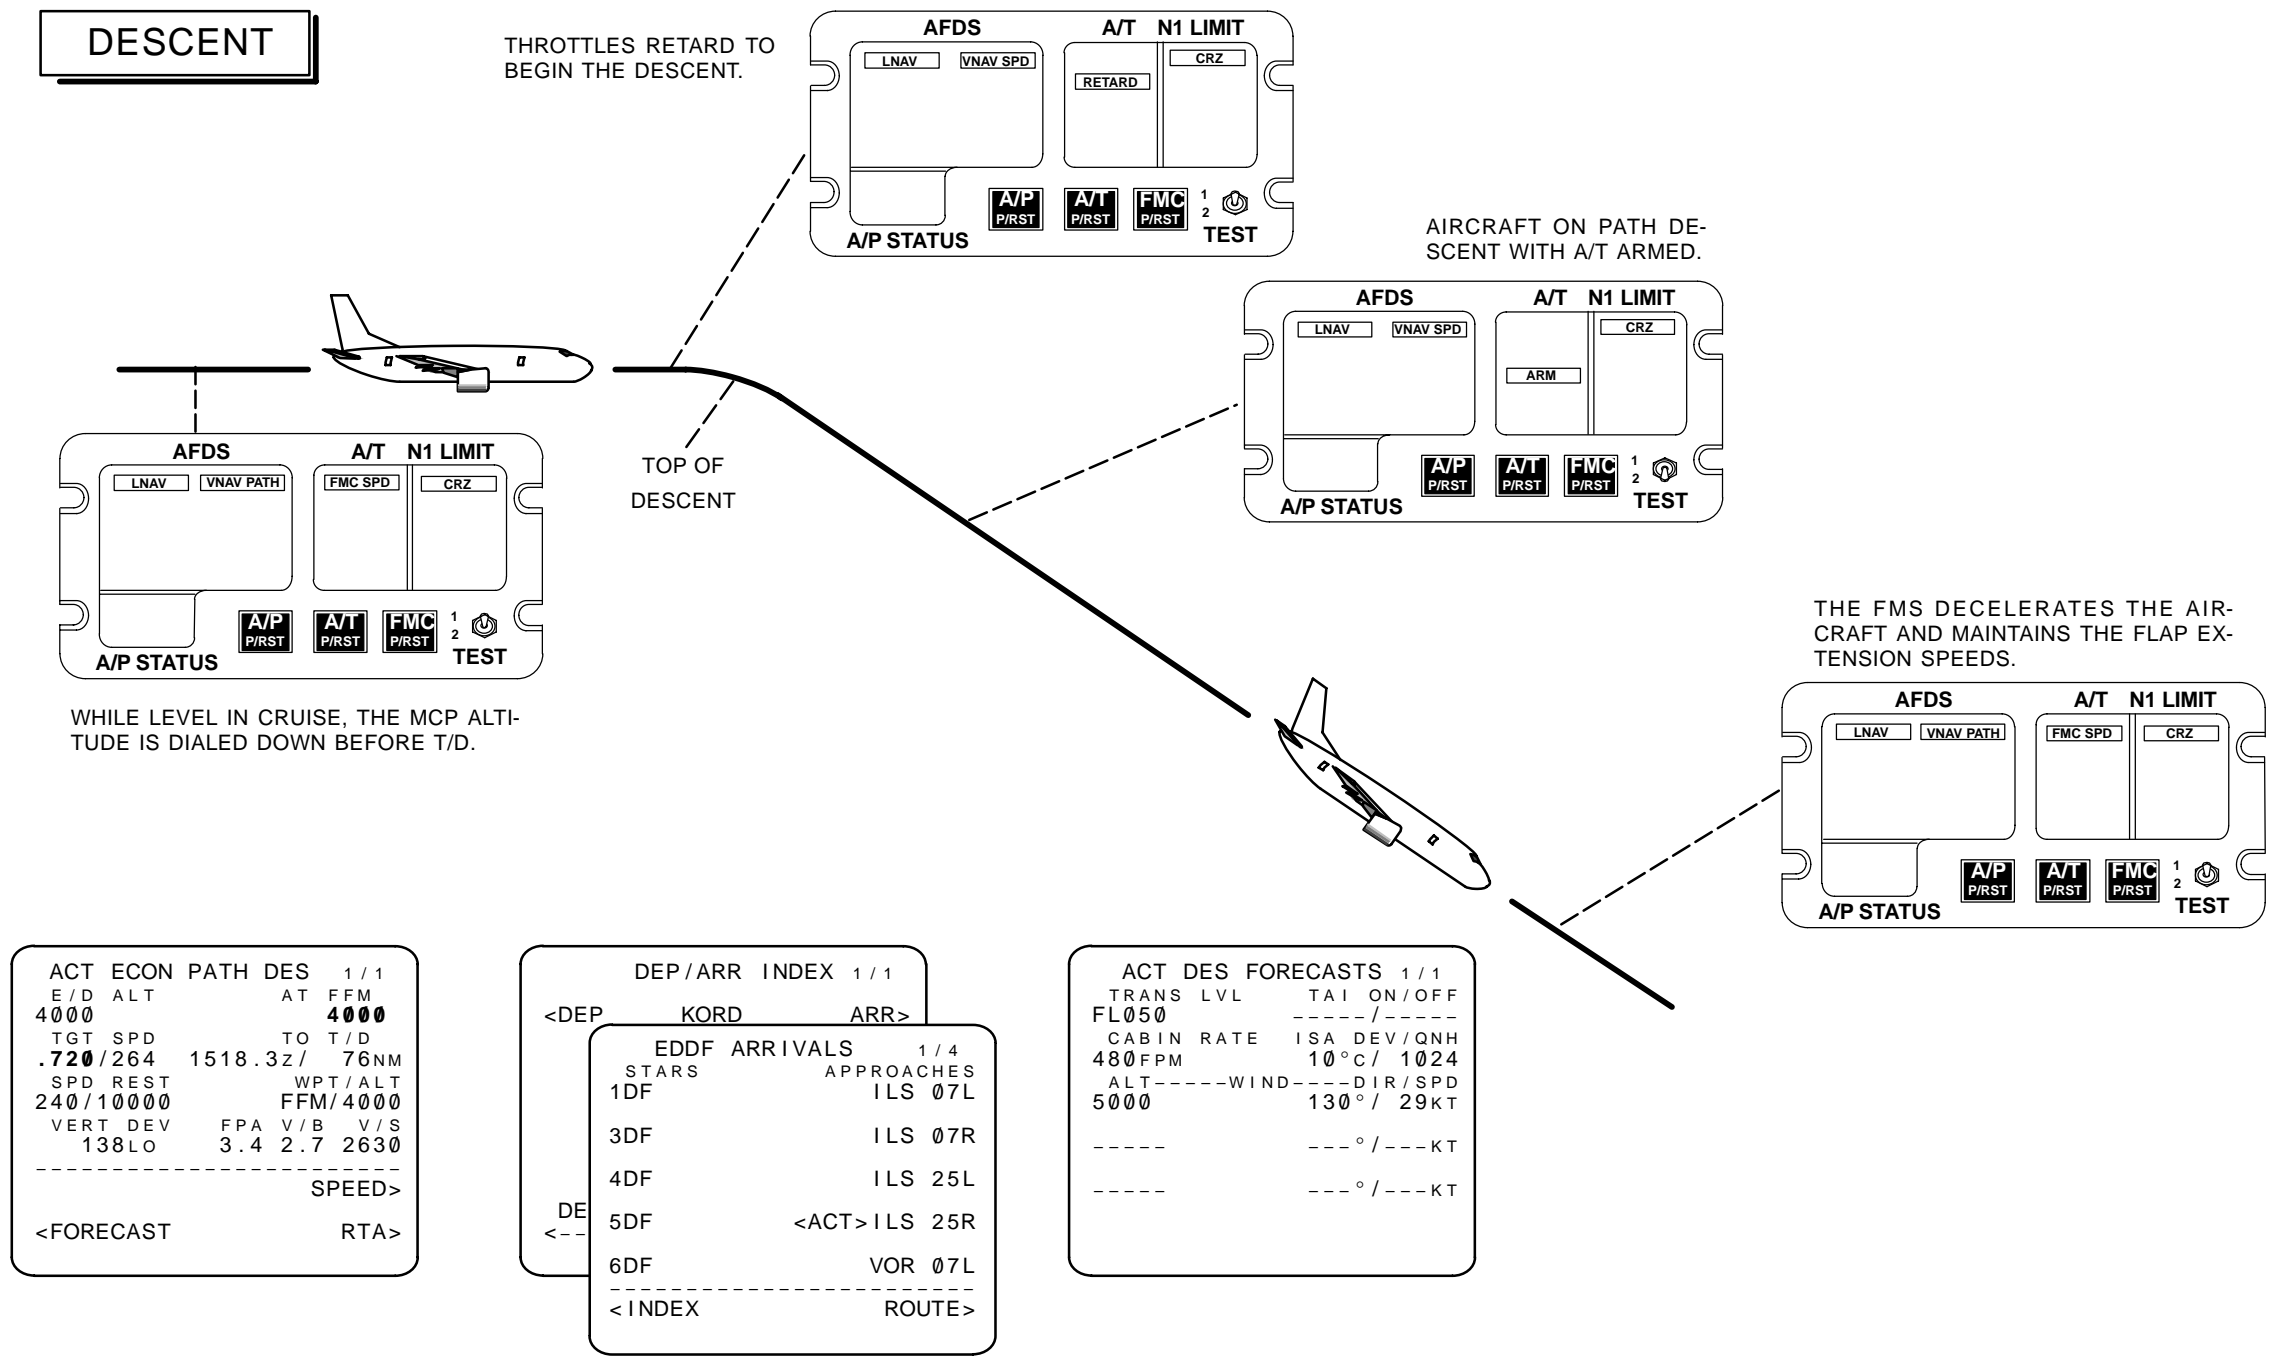 DESCENT
THROTTLES RETARD TO
BEGIN THE DESCENT.
AFDS A/T N1 LIMIT
LNAV VNAV SPD CRZ
RETARD
A/P P/RST A/T P/RST FMC P/RST 1 2
A/P STATUS TEST
AIRCRAFT ON PATH DE-
SCENT WITH A/T ARMED.
AFDS A/T N1 LIMIT
LNAV VNAV SPD CRZ
ARM
A/P P/RST A/T P/RST FMC P/RST 1 2
A/P STATUS TEST
TOP OF
DESCENT
AFDS A/T N1 LIMIT
LNAV VNAV PATH FMC SPD CRZ
A/P P/RST A/T P/RST FMC P/RST 1 2
A/P STATUS TEST
WHILE LEVEL IN CRUISE, THE MCP ALTI-
TUDE IS DIALED DOWN BEFORE T/D.
THE FMS DECELERATES THE AIR-
CRAFT AND MAINTAINS THE FLAP EX-
TENSION SPEEDS.
AFDS A/T N1 LIMIT
LNAV VNAV PATH FMC SPD CRZ
A/P P/RST A/T P/RST FMC P/RST 1 2
A/P STATUS TEST
ACT ECON PATH DES 1/1
E/D ALT AT FFM
4000 4000
TGT SPD TO T/D
.720/264 1518.3Z/ 76NM
SPD REST WPT/ALT
240/10000 FFM/4000
VERT DEV FPA V/B V/S
138LO 3.4 2.7 2630
------------------------
SPEED>
<FORECAST RTA>
DEP/ARR INDEX 1/1
<DEP KORD ARR>
DE
<--
EDDF ARRIVALS 1/4
STARS APPROACHES
1DF ILS 07L
3DF ILS 07R
4DF ILS 25L
5DF <ACT>ILS 25R
6DF VOR 07L
------------------------
<INDEX ROUTE>
ACT DES FORECASTS 1/1
TRANS LVL TAI ON/OFF
FL050 -----/-----
CABIN RATE ISA DEV/QNH
480FPM 10°C/ 1024
ALT-----WIND----DIR/SPD
5000 130°/ 29KT
----- ---°/---KT
----- ---°/---KT